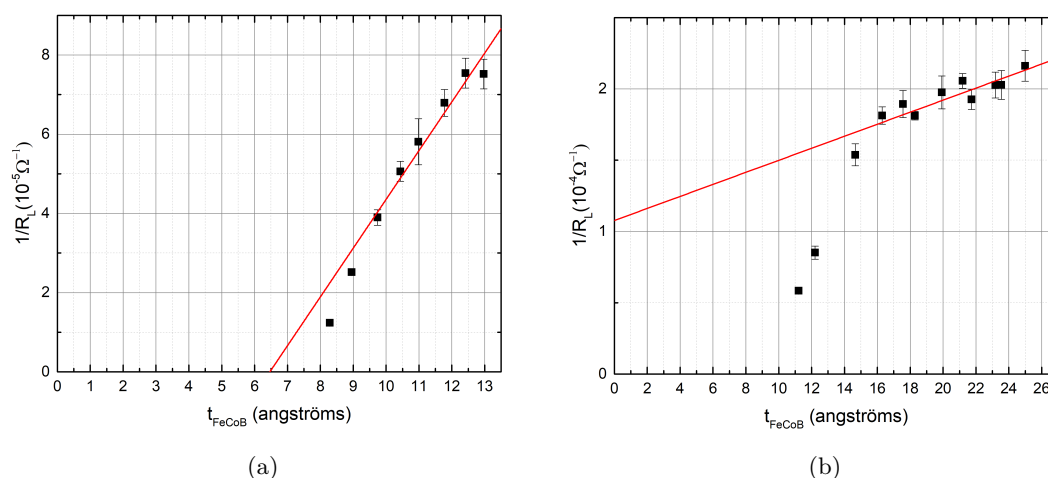 8
6
4
2
0
1/R_L(10⁻⁵Ω⁻¹)
0 1 2 3 4 5 6 7 8 9 10 11 12 13
t_FeCoB (angströms)
(a)
2
1
0
1/R_L(10⁻⁴Ω⁻¹)
0 2 4 6 8 10 12 14 16 18 20 22 24 26
t_FeCoB (angströms)
(b)